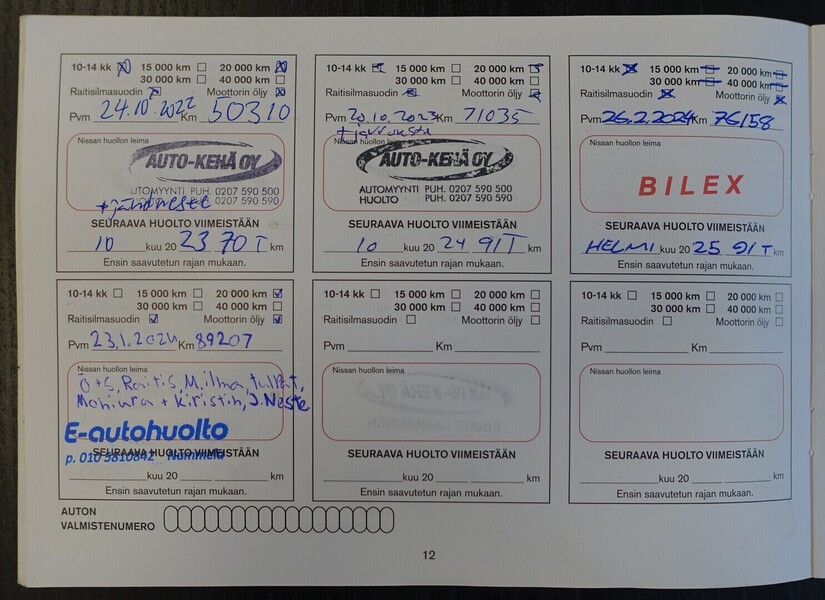 10-14 kk 15 000 km 20 000 km
30 000 km 40 000 km
Raitisilmasuodin Moottorin öljy
Pvm 24.10.2022 Km 50310
Nissan huollon leima
AUTO-KEHÄ OY
AUTOMYYNTI PUH. 0207 590 500
PUH. 0207 590 500
SEURAAVA HUOLTO VIIMEISTÄÄN
10 kuu 20 23 70 T km
Ensin saavutetun rajan mukaan.
10-14 kk 15 000 km 20 000 km
30 000 km 40 000 km
Raitisilmasuodin Moottorin öljy
Pvm 20.10.2023 Km 71035
Nissan huollon leima
AUTO-KEHÄ OY
AUTOMYYNTI PUH. 0207 590 500
HUOLTO PUH. 0207 590 500
SEURAAVA HUOLTO VIIMEISTÄÄN
10 kuu 20 24 91T km
Ensin saavutetun rajan mukaan.
10-14 kk 15 000 km 20 000 km
30 000 km 40 000 km
Raitisilmasuodin Moottorin öljy
Pvm 26.2.2024 Km 76158
Nissan huollon leima
BILEX
SEURAAVA HUOLTO VIIMEISTÄÄN
HELMI kuu 20 25 91 T km
Ensin saavutetun rajan mukaan.
10-14 kk 15 000 km 20 000 km
30 000 km 40 000 km
Raitisilmasuodin Moottorin öljy
Pvm 23.1.2024 Km 89207
Nissan huollon leima
Ö+S, Raitis, M.ilma, tulpat,
Moniura + Kiristin, J.Neste
E-autohuolto
p. 010 5810842 Nummela
SEURAAVA HUOLTO VIIMEISTÄÄN
kuu 20 km
Ensin saavutetun rajan mukaan.
10-14 kk 15 000 km 20 000 km
30 000 km 40 000 km
Raitisilmasuodin Moottorin öljy
Pvm Km
Nissan huollon leima
SEURAAVA HUOLTO VIIMEISTÄÄN
kuu 20 km
Ensin saavutetun rajan mukaan.
10-14 kk 15 000 km 20 000 km
30 000 km 40 000 km
Raitisilmasuodin Moottorin öljy
Pvm Km
Nissan huollon leima
SEURAAVA HUOLTO VIIMEISTÄÄN
kuu 20 km
Ensin saavutetun rajan mukaan.
AUTON
VALMISTENUMERO
12